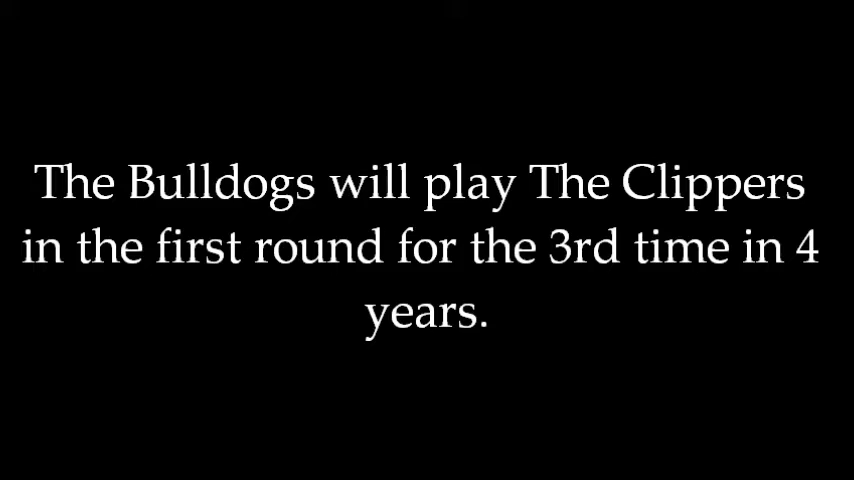 The Bulldogs will play The Clippers
in the first round for the 3rd time in 4
years.